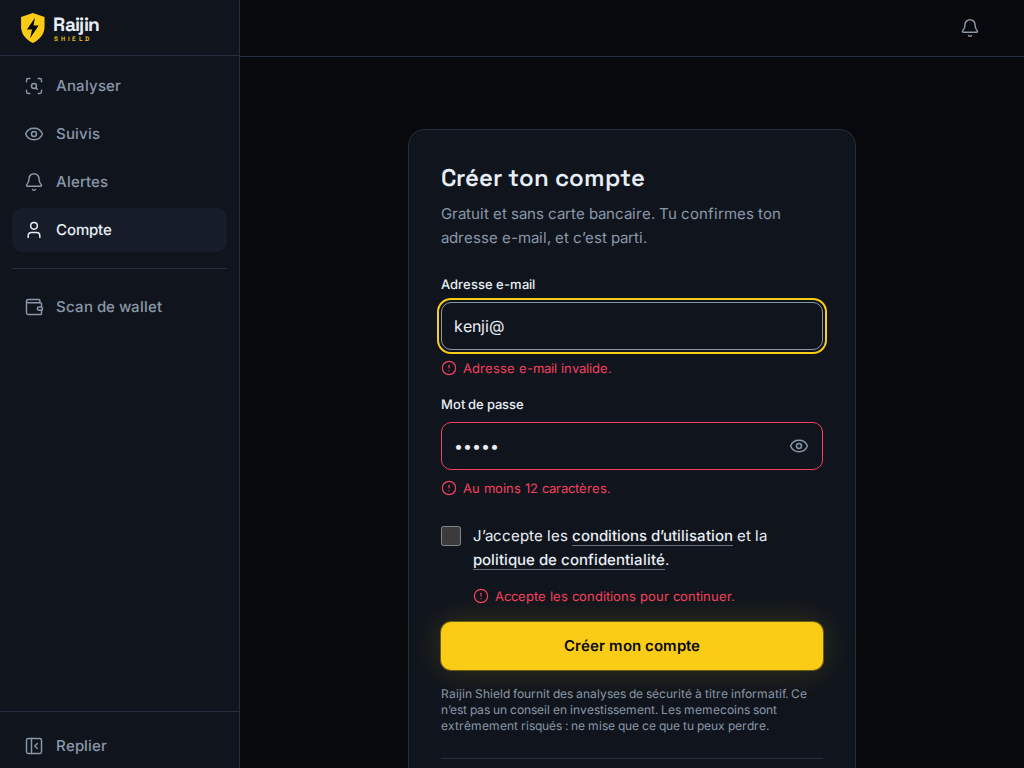 Raijin
SHIELD
Analyser
Suivis
Alertes
Compte
Scan de wallet
Replier
Créer ton compte
Gratuit et sans carte bancaire. Tu confirmes ton
adresse e-mail, et c’est parti.
Adresse e-mail
kenji@
Adresse e-mail invalide.
Mot de passe
•••••
Au moins 12 caractères.
J’accepte les conditions d’utilisation et la
politique de confidentialité.
Accepte les conditions pour continuer.
Créer mon compte
Raijin Shield fournit des analyses de sécurité à titre informatif. Ce
n’est pas un conseil en investissement. Les memecoins sont
extrêmement risqués : ne mise que ce que tu peux perdre.